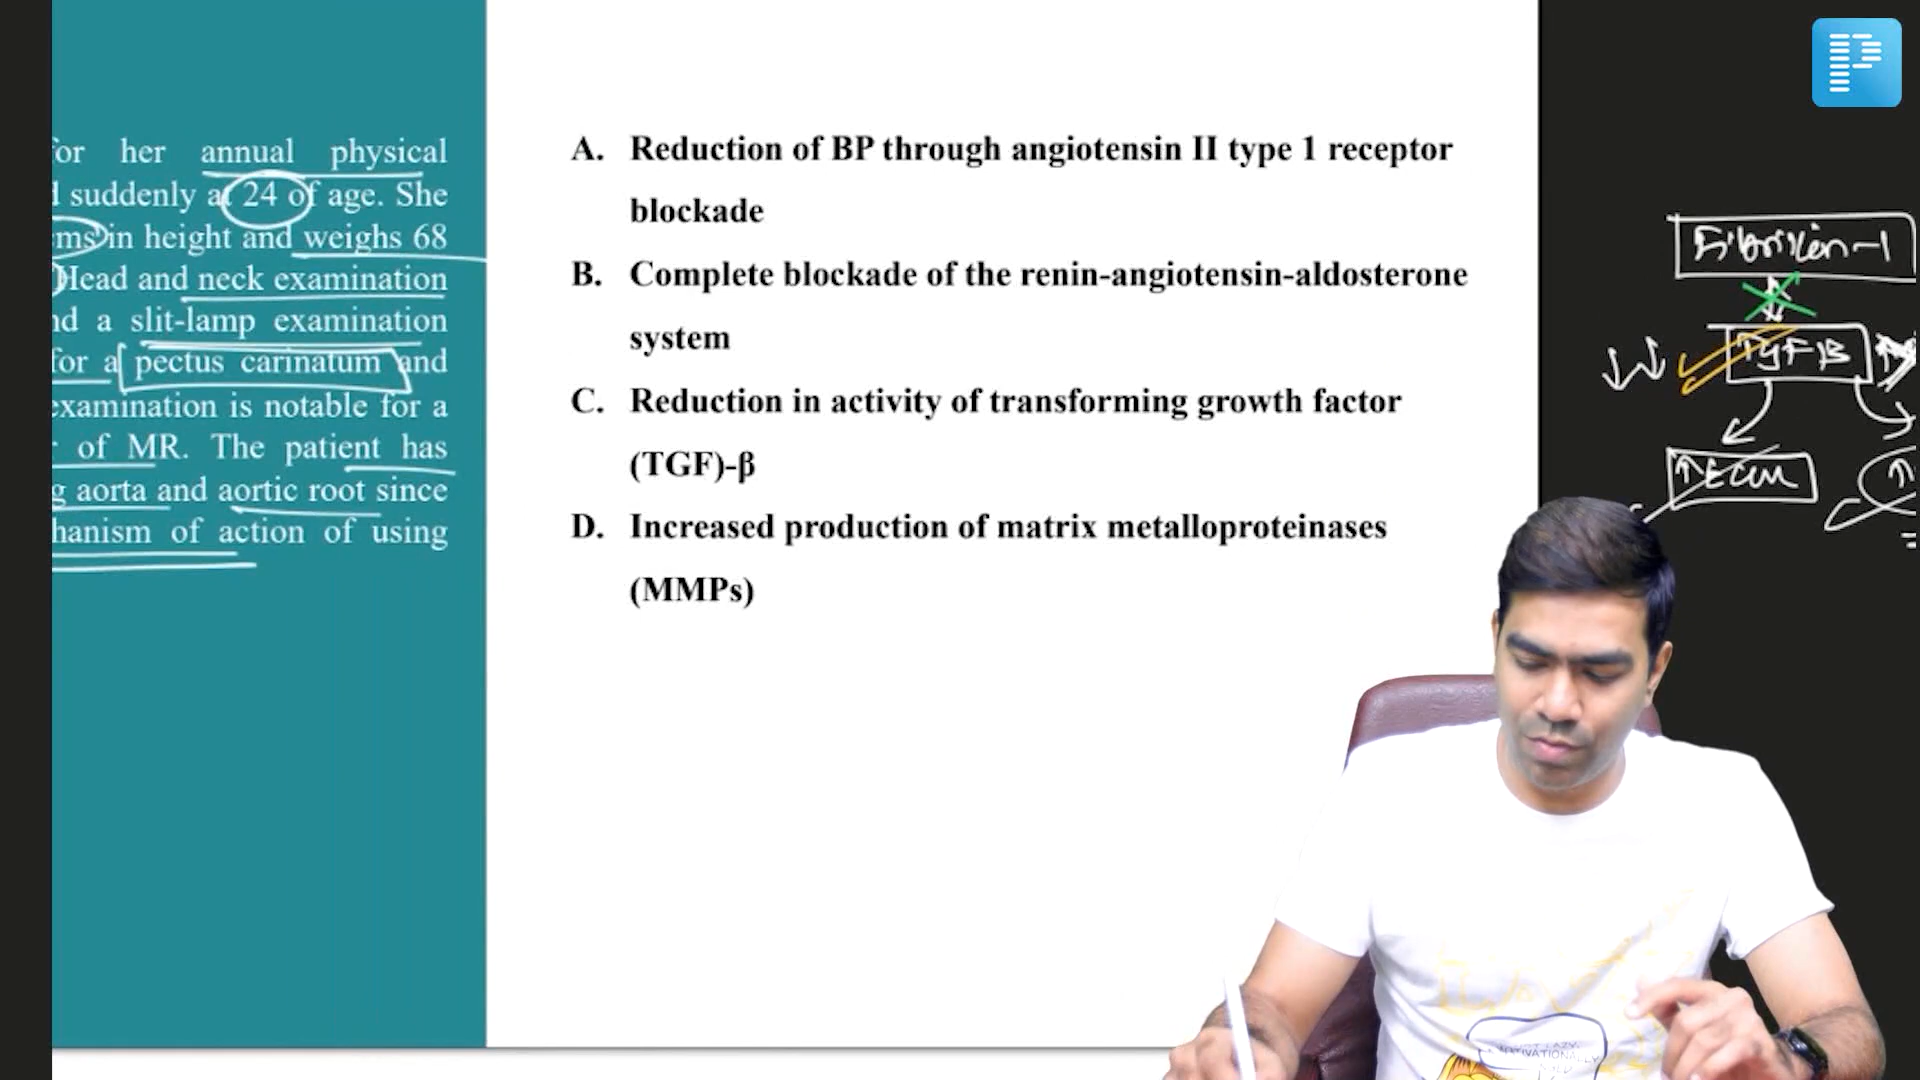 for her annual physical
suddenly at 24 of age. She
ms in height and weighs 68
Head and neck examination
nd a slit-lamp examination
for a pectus carinatum and
examination is notable for a
of MR. The patient has
g aorta and aortic root since
hanism of action of using
A. Reduction of BP through angiotensin II type 1 receptor
blockade
B. Complete blockade of the renin-angiotensin-aldosterone
system
C. Reduction in activity of transforming growth factor
(TGF)-β
D. Increased production of matrix metalloproteinases
(MMPs)
Fibrillin-1
TGFB
↑ECM